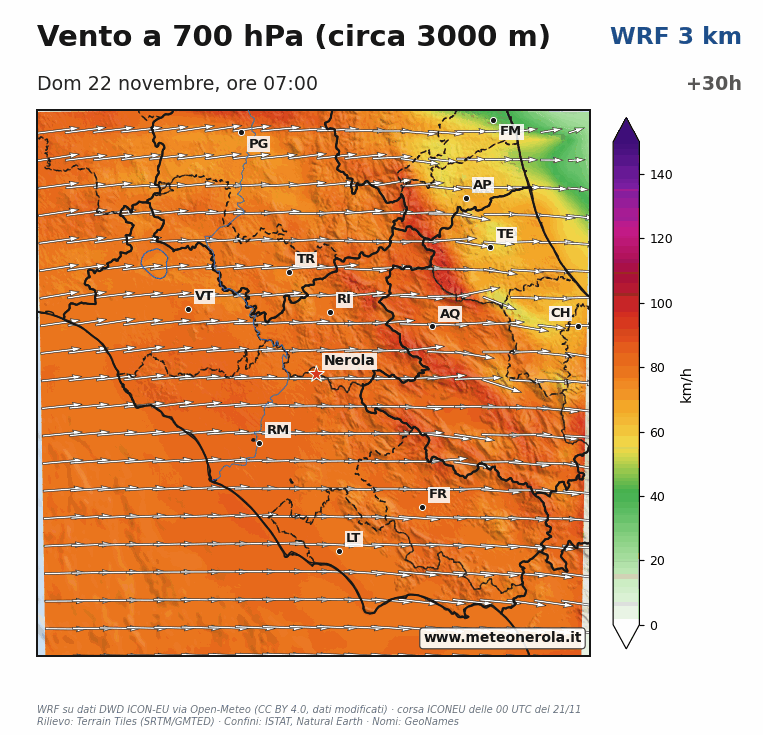 Vento a 700 hPa (circa 3000 m)
WRF 3 km
Dom 22 novembre, ore 07:00
+30h
PG
FM
AP
TE
TR
VT
RI
AQ
CH
Nerola
RM
FR
LT
www.meteonerola.it
140
120
100
80
60
40
20
0
km/h
WRF su dati DWD ICON-EU via Open-Meteo (CC BY 4.0, dati modificati) · corsa ICONEU delle 00 UTC del 21/11
Rilievo: Terrain Tiles (SRTM/GMTED) · Confini: ISTAT, Natural Earth · Nomi: GeoNames